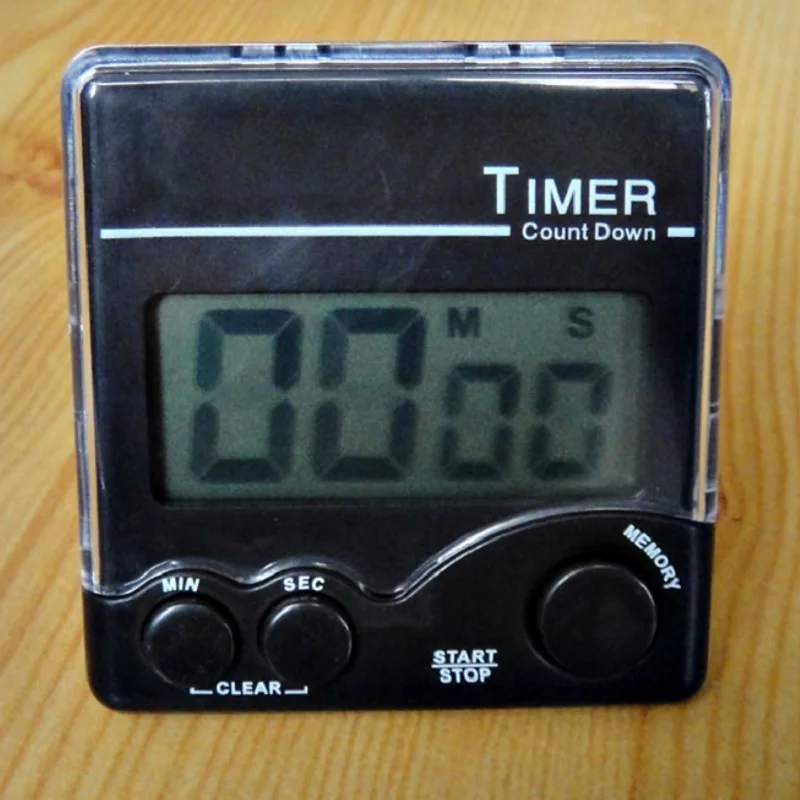 TIMER
Count Down
M S
00 00
MIN SEC
MEMORY
START
STOP
CLEAR